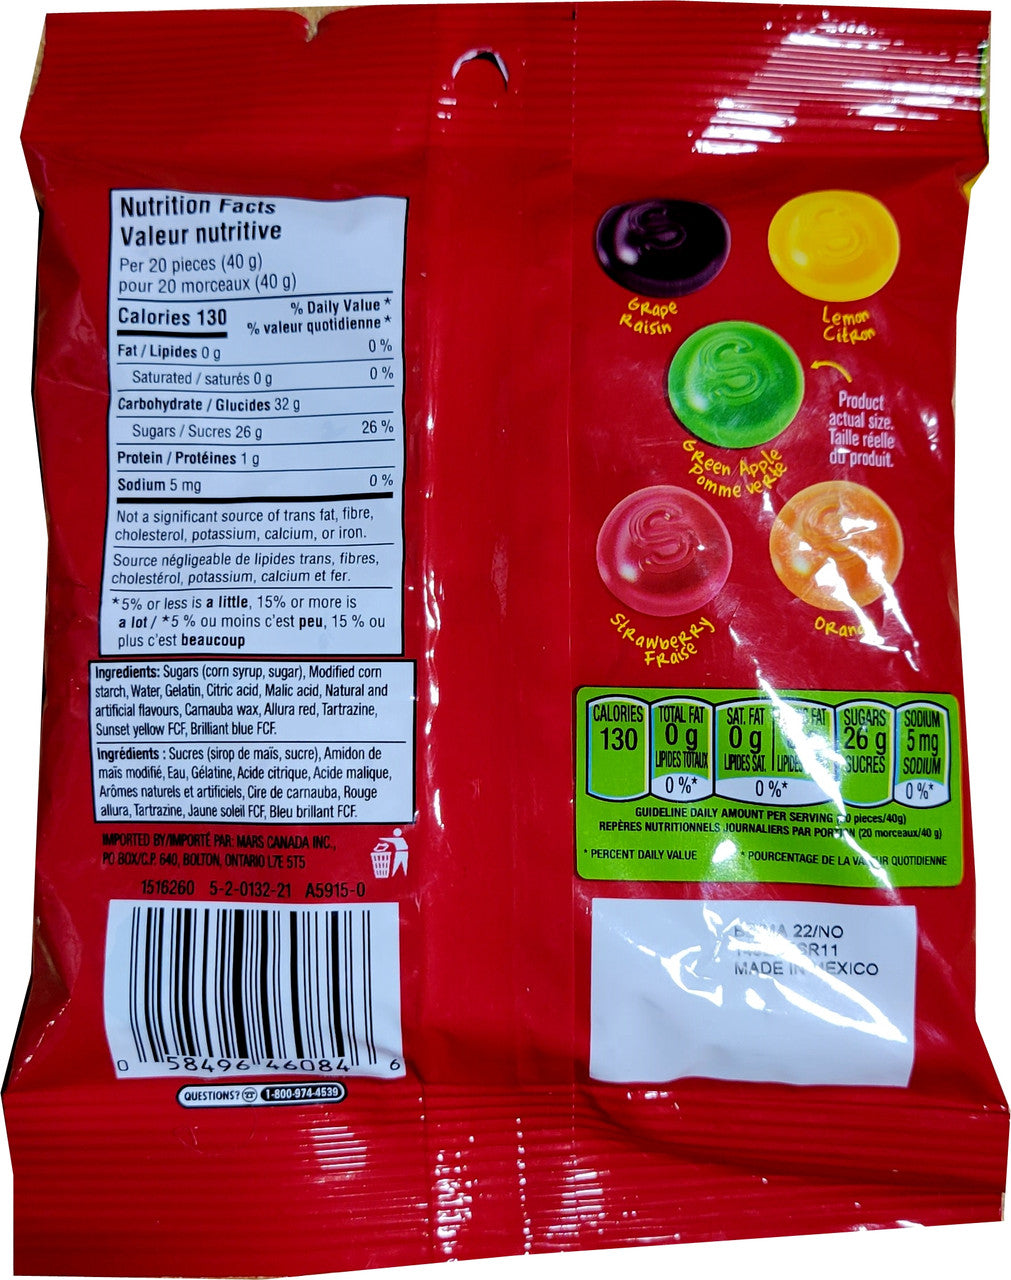 Nutrition Facts
Valeur nutritive
Per 20 pieces (40 g)
pour 20 morceaux (40 g)
Calories 130
% Daily Value *
% valeur quotidienne *
Fat / Lipides 0 g 0 %
Saturated / saturés 0 g 0 %
Carbohydrate / Glucides 32 g
Sugars / Sucres 26 g 26 %
Protein / Protéines 1 g
Sodium 5 mg 0 %
Not a significant source of trans fat, fibre,
cholesterol, potassium, calcium, or iron.
Source négligeable de lipides trans, fibres,
cholestérol, potassium, calcium et fer.
*5% or less is a little, 15% or more is
a lot / *5 % ou moins c'est peu, 15 % ou
plus c'est beaucoup
Ingredients: Sugars (corn syrup, sugar), Modified corn
starch, Water, Gelatin, Citric acid, Malic acid, Natural and
artificial flavours, Carnauba wax, Allura red, Tartrazine,
Sunset yellow FCF, Brilliant blue FCF.
Ingrédients : Sucres (sirop de maïs, sucre), Amidon de
maïs modifié, Eau, Gélatine, Acide citrique, Acide malique,
Arômes naturels et artificiels, Cire de carnauba, Rouge
allura, Tartrazine, Jaune soleil FCF, Bleu brillant FCF.
IMPORTED BY/IMPORTÉ PAR: MARS CANADA INC.,
PO BOX/C.P. 640, BOLTON, ONTARIO L7E 5T5
1516260 5-2-0132-21 A5915-0
0 58496 46084 6
QUESTIONS? 1-800-974-4539
S
Grape
Raisin
S
Lemon
Citron
S
Green Apple
Pomme verte
Product
actual size.
Taille réelle
du produit.
S
Strawberry
Fraise
S
Orang
CALORIES
130
TOTAL FAT
0 g
LIPIDES TOTAUX
0 %*
SAT. FAT
0 g
LIPIDES SAT.
FAT
0 %*
SUGARS
26 g
SUCRES
SODIUM
5 mg
SODIUM
0 %*
GUIDELINE DAILY AMOUNT PER SERVING pieces/40g)
REPÈRES NUTRITIONNELS JOURNALIERS PAR PORTION (20 morceaux/40 g)
* PERCENT DAILY VALUE * POURCENTAGE DE LA VALEUR QUOTIDIENNE
MA 22/NO
SR11
MADE IN MEXICO